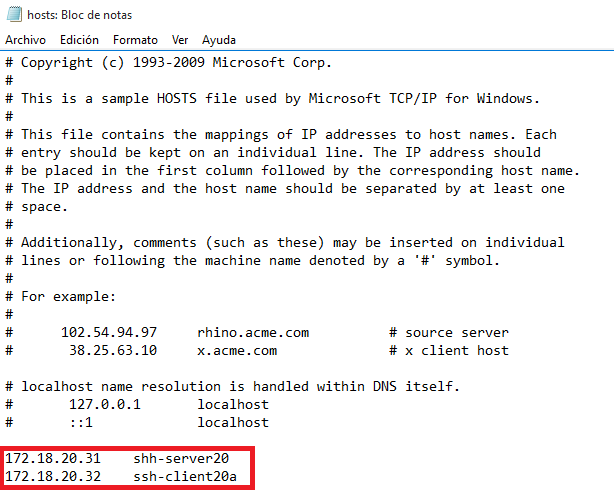 hosts: Bloc de notas
Archivo Edición Formato Ver Ayuda
# Copyright (c) 1993-2009 Microsoft Corp.
#
# This is a sample HOSTS file used by Microsoft TCP/IP for Windows.
#
# This file contains the mappings of IP addresses to host names. Each
# entry should be kept on an individual line. The IP address should
# be placed in the first column followed by the corresponding host name.
# The IP address and the host name should be separated by at least one
# space.
#
# Additionally, comments (such as these) may be inserted on individual
# lines or following the machine name denoted by a '#' symbol.
#
# For example:
#
#      102.54.94.97     rhino.acme.com          # source server
#       38.25.63.10     x.acme.com              # x client host

# localhost name resolution is handled within DNS itself.
#       127.0.0.1       localhost
#       ::1             localhost

172.18.20.31    shh-server20
172.18.20.32    ssh-client20a